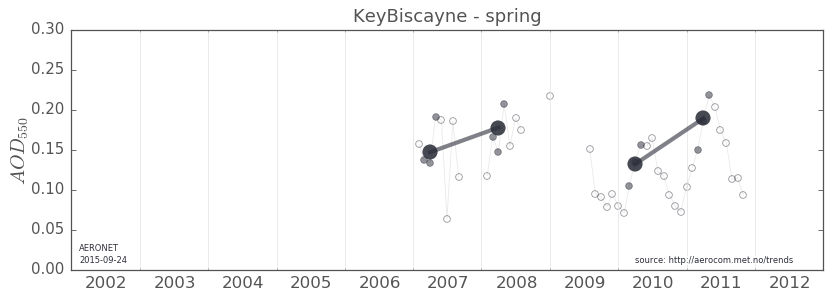 KeyBiscayne - spring
0.30
0.25
0.20
0.15
0.10
0.05
0.00
AOD550
AERONET
2015-09-24
source: http://aerocom.met.no/trends
2002 2003 2004 2005 2006 2007 2008 2009 2010 2011 2012